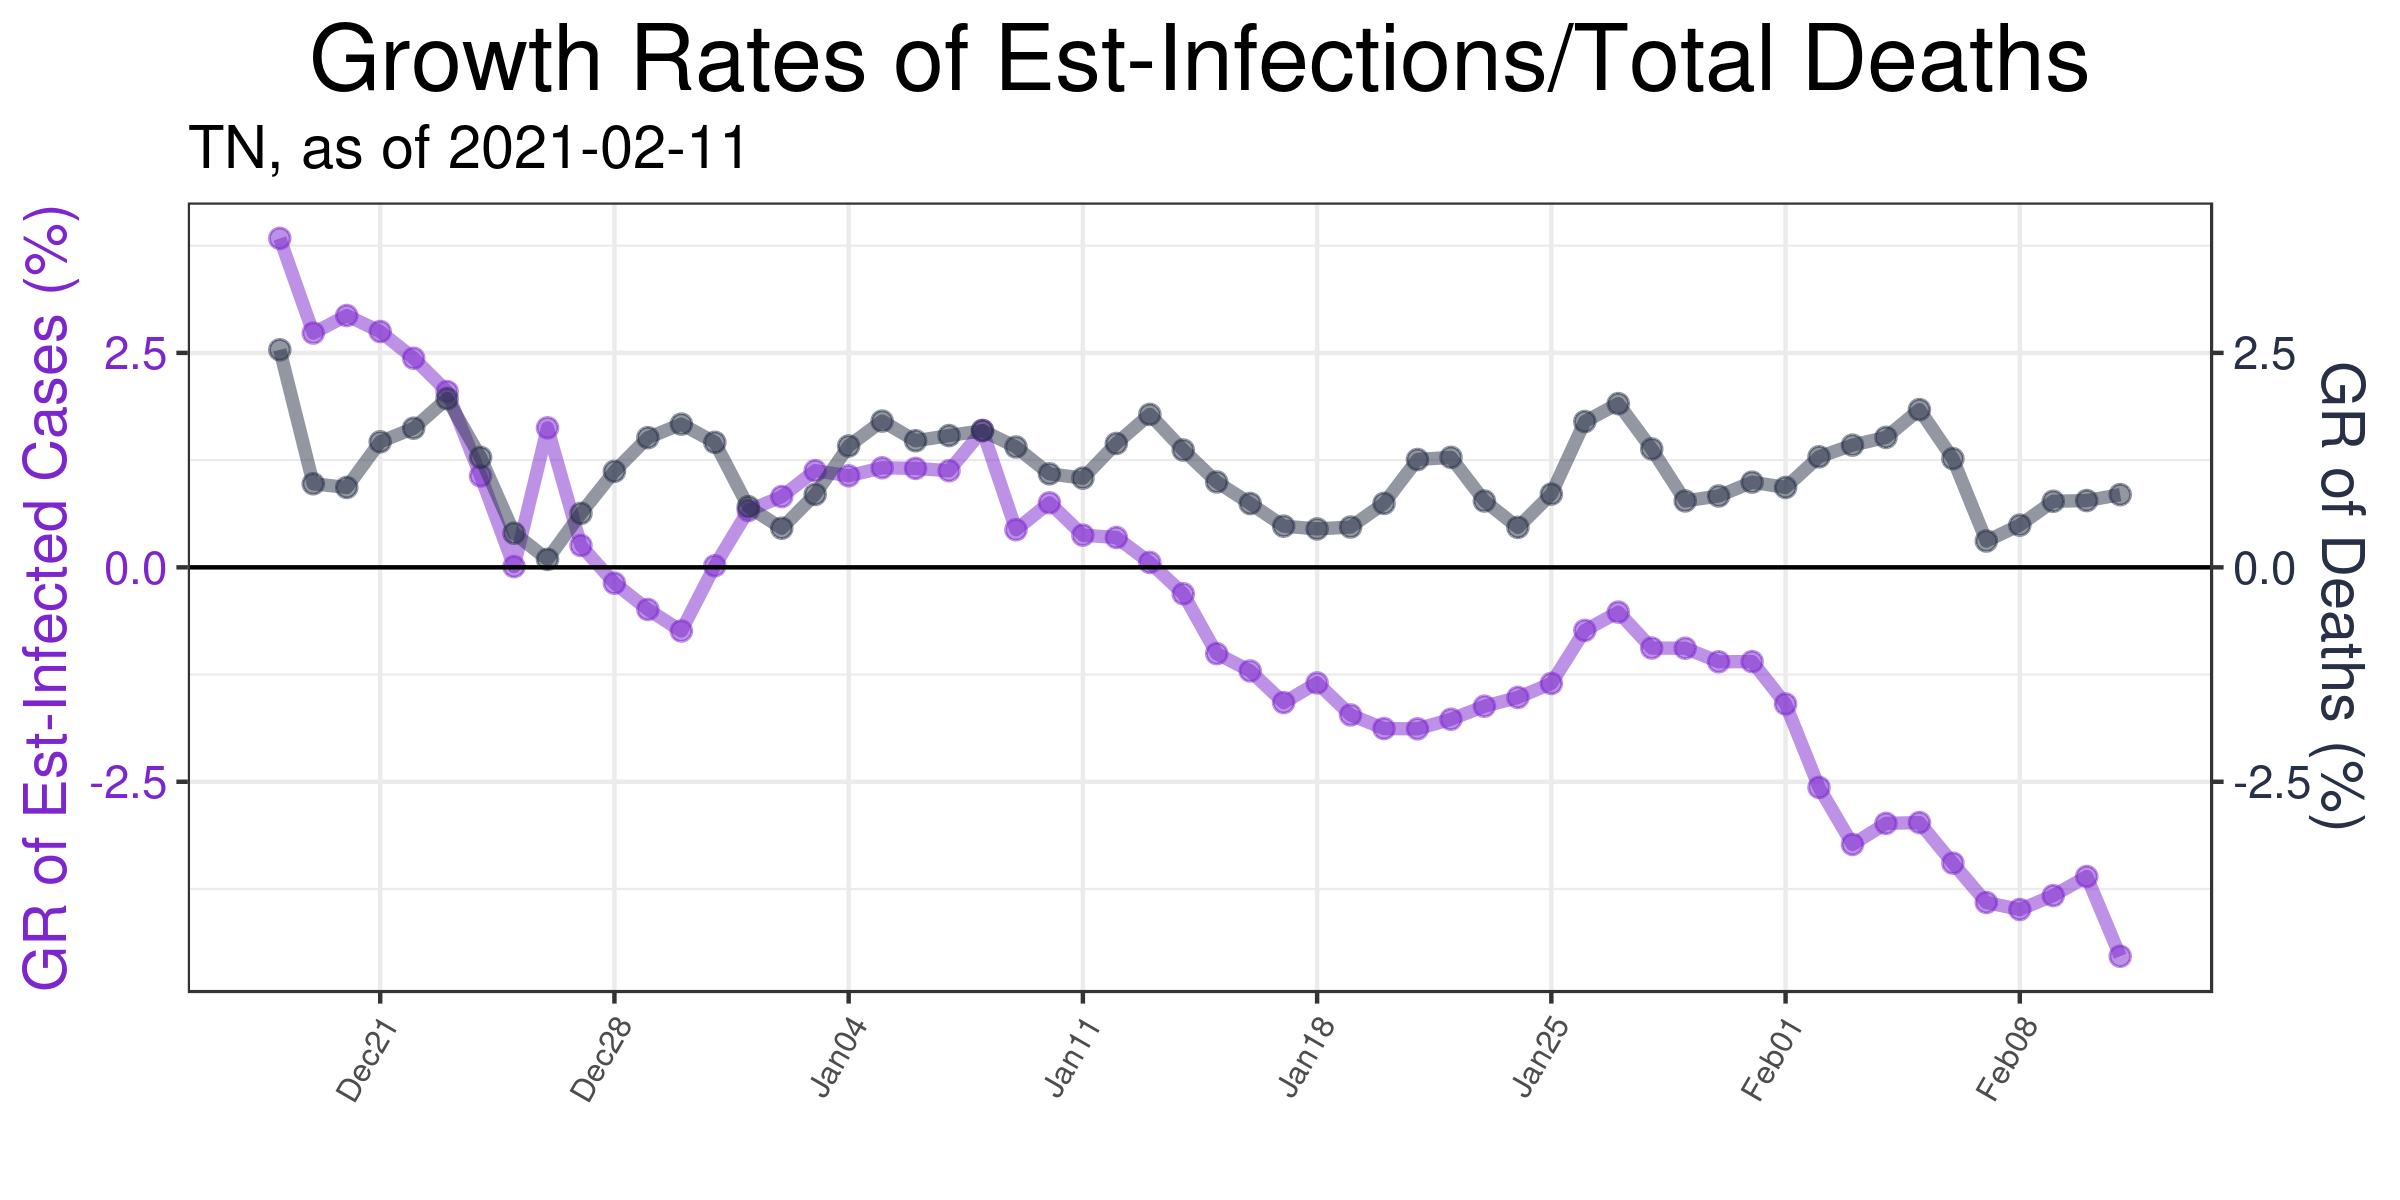 Growth Rates of Est-Infections/Total Deaths
TN, as of 2021-02-11
GR of Est-Infected Cases (%)
2.5
0.0
-2.5
2.5
0.0
-2.5
GR of Deaths (%)
Dec21
Dec28
Jan04
Jan11
Jan18
Jan25
Feb01
Feb08